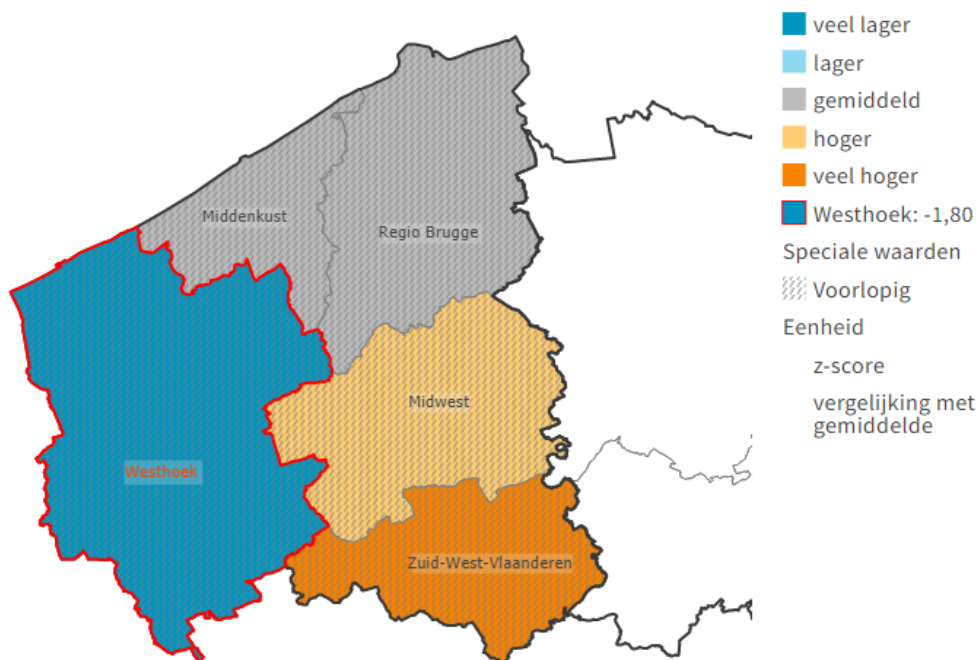 veel lager
lager
gemiddeld
hoger
veel hoger
Westhoek: -1,80
Speciale waarden
Voorlopig
Eenheid
z-score
vergelijking met
gemiddelde
Middenkust
Regio Brugge
Midwest
Westhoek
Zuid-West-Vlaanderen